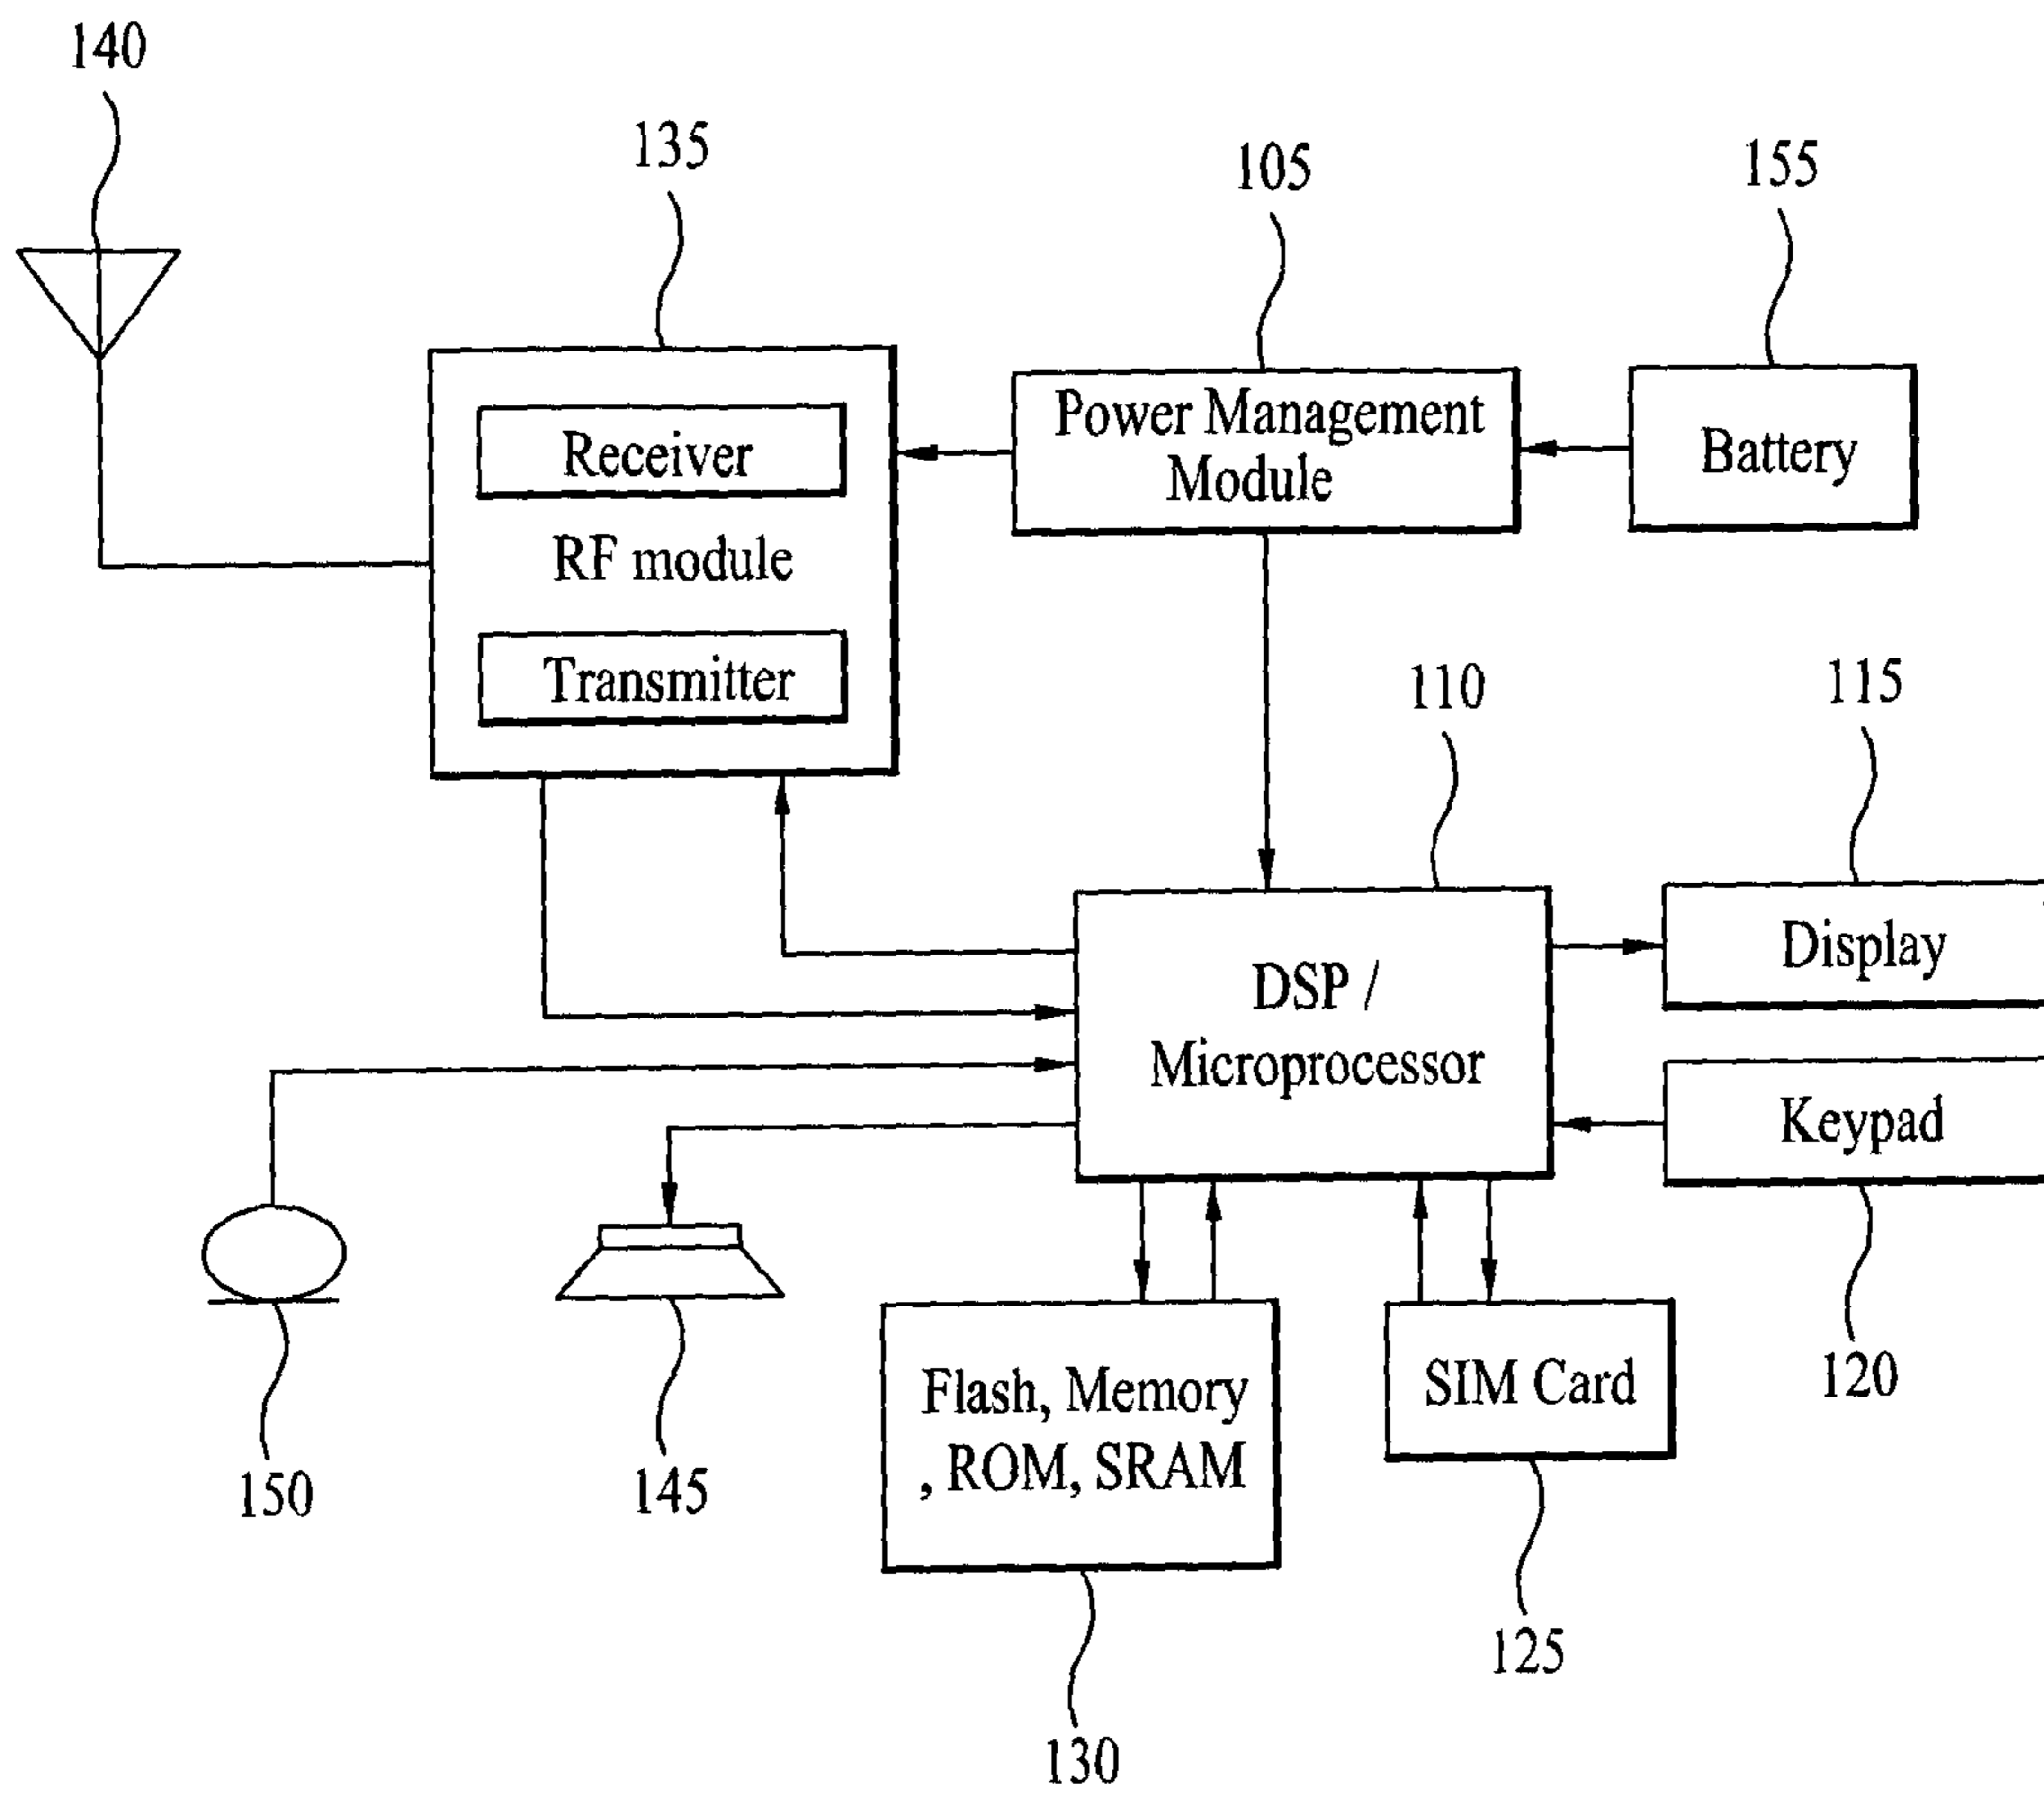 140
135
105
155
Receiver
RF module
Transmitter
Power Management
Module
Battery
110
115
DSP /
Microprocessor
Display
Keypad
120
150
145
Flash, Memory
, ROM, SRAM
SIM Card
125
130